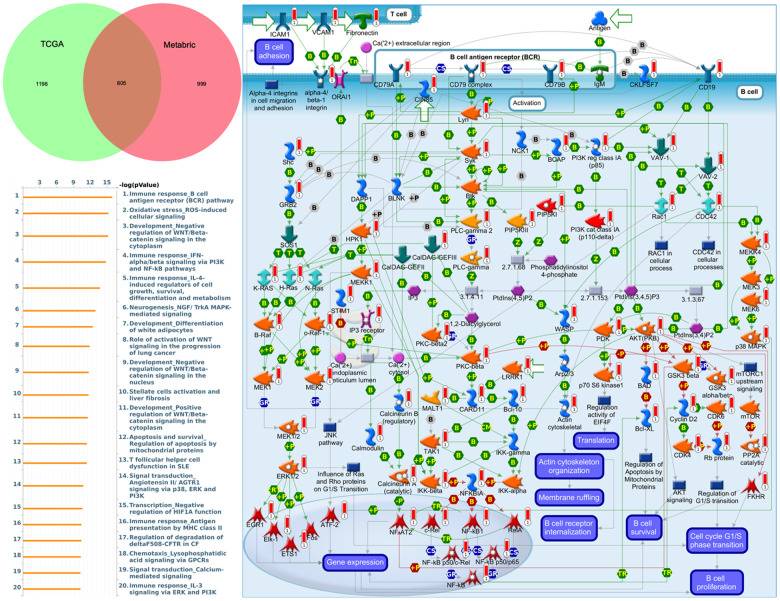 TCGA
Metabric
1198
605
999
3 6 9 12 15
-log(pValue)
1
1. Immune response_B cell
antigen receptor (BCR) pathway
2
2. Oxidative stress_ROS-induced
cellular signaling
3
3. Development_Negative
regulation of WNT/Beta-
catenin signaling in the
cytoplasm
4
4. Immune response_IFN-
alpha/beta signaling via PI3K
and NF-kB pathways
5
5. Immune response_IL-4-
induced regulators of cell
growth, survival,
differentiation and metabolism
6
6. Neurogenesis_NGF/ TrkA MAPK-
mediated signaling
7
7. Development_Differentiation
of white adipocytes
8
8. Role of activation of WNT
signaling in the progression
of lung cancer
9
9. Development_Negative
regulation of WNT/Beta-
catenin signaling in the
nucleus
10
10. Stellate cells activation and
liver fibrosis
11
11. Development_Positive
regulation of WNT/Beta-
catenin signaling in the
cytoplasm
12
12. Apoptosis and survival_
Regulation of apoptosis by
mitochondrial proteins
13
13. T follicular helper cell
dysfunction in SLE
14
14. Signal transduction_
Angiotensin II/ AGTR1
signaling via p38, ERK and
PI3K
15
15. Transcription_Negative
regulation of HIF1A function
16
16. Immune response Antigen
presentation by MHC class II
17
17. Regulation of degradation of
deltaF508-CFTR in CF
18
18. Chemotaxis_Lysophosphatidic
acid signaling via GPCRs
19
19. Signal transduction_Calcium-
mediated signaling
20
20. Immune response_IL-3
signaling via ERK and PI3K
T cell
ICAM1
VCAM1
Fibronectin
Antigen
B cell
adhesion
Ca(2+) extracellular region
B cell antigen receptor (BCR)
Alpha-4 integrins
in cell migration
and adhesion
alpha-4/
beta-1
integrin
ORAI1
CD79A
CD79 complex
CD79B
IgM
CKLFSF7
CD19
B cell
CIN85
Activation
Lyn
Shc
Syk
NCK1
BCAP
PI3K reg class IA
(p85)
VAV-1
VAV-2
GRB2
DAPP1
BLNK
PIP5KI
PIP5KIII
PI3K cat class IA
(p110-delta)
Rac1
CDC42
SOS1
HPK1
PLC-gamma 2
RAC1 in
cellular
process
CDC42 in
cellular
processes
MEKK4
CalDAG-GEFII
CalDAG-GEFIII
PLC-gamma
2.7.1.68
Phosphatidylinositol
4-phosphate
K-RAS
H-Ras
N-Ras
MEKK1
MEK3
IP3
3.1.4.11
PtdIns(4,5)P2
2.7.1.153
PtdIns(3,4,5)P3
3.1.3.67
STIM1
MEK6
B-Raf
c-Raf-1
IP3 receptor
PKC-beta2
1,2-Diacylglycerol
WASP
PDK
AKT(PKB)
PtdIns(3,4)P2
p38 MAPK
MEK1
MEK2
Ca(2+)
endoplasmic
reticulum lumen
Ca(2+)
cytosol
PKC-beta
LRRK1
Arp2/3
p70 S6 kinase1
BAD
GSK3 beta
GSK3
alpha/beta
mTORC1
upstream
signaling
Calcineurin B
(regulatory)
MALT1
CARD11
Bcl-10
Actin
cytoskeletal
Regulation
activity of
EIF4F
Bcl-XL
Cyclin D2
CDK6
mTOR
MEK1/2
JNK
pathway
Calmodulin
TAK1
IKK-gamma
Translation
CDK4
Rb protein
PP2A
catalytic
ERK1/2
Influence of Ras
and Rho proteins
on G1/S Transition
Calcineurin A
(catalytic)
IKK-beta
NFKBIA
IKK-alpha
Actin cytoskeleton
organization
Regulation of
Apoptosis by
Mitochondrial
Proteins
AKT
signaling
Regulation of
G1/S transition
FKHR
Membrane ruffling
EGR1
Elk-1
ETS1
c-Fos
ATF-2
NFAT2
c-Rel
NF-kB1
RelA
B cell receptor
internalization
B cell
survival
Cell cycle G1/S
phase transition
Gene expression
NF-kB p50/c-Rel
NF-kB p50/p65
NF-kB
B cell
proliferation